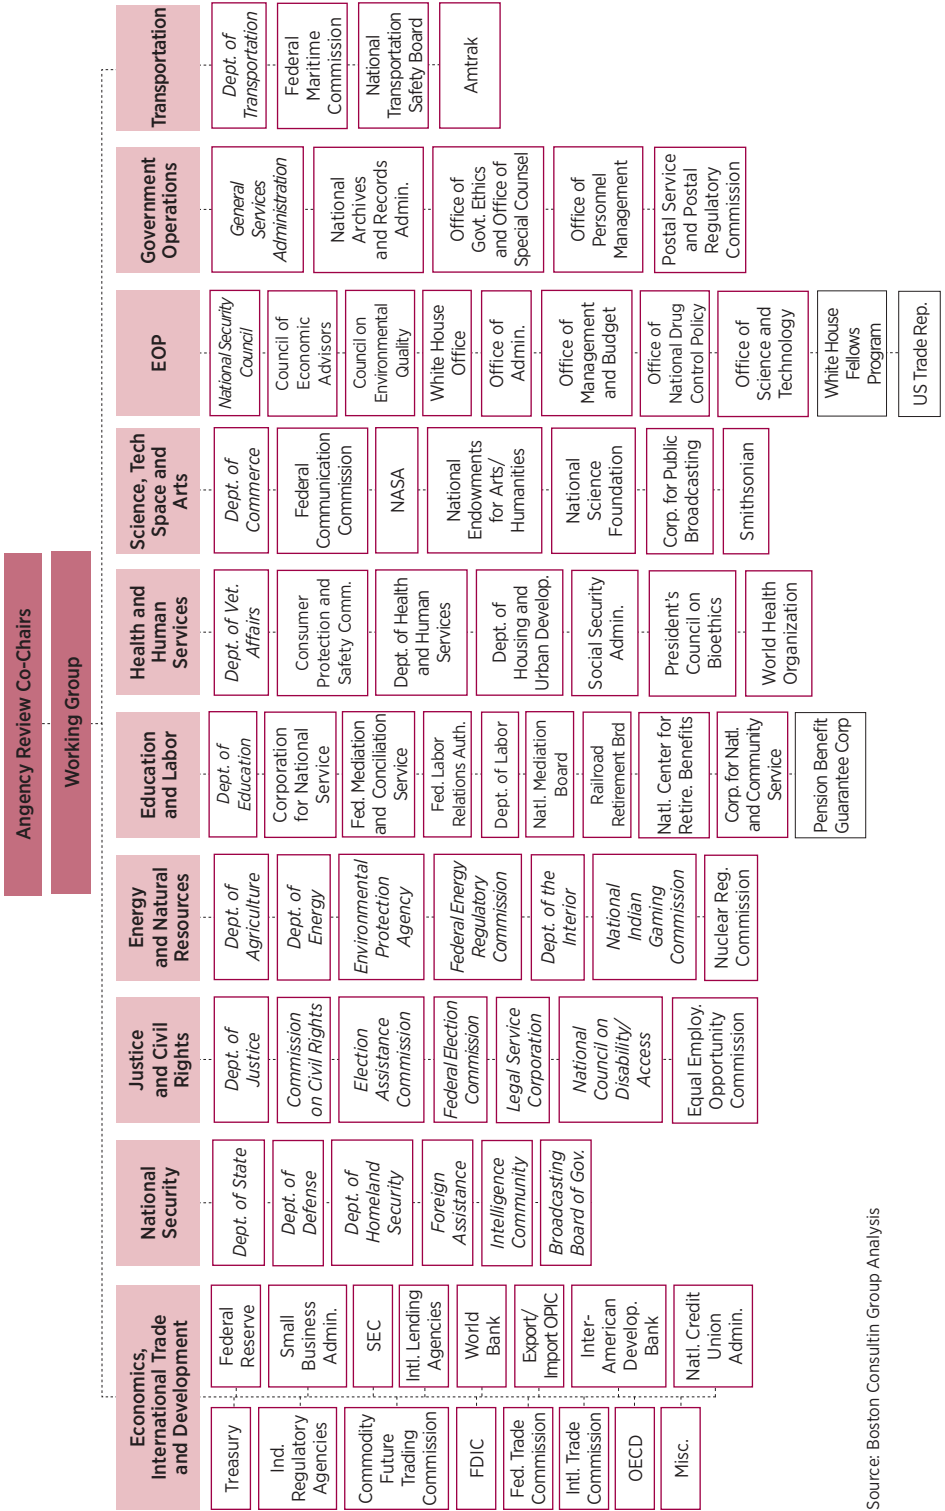 Angency Review Co-Chairs
Working Group
Economics,
International Trade
and Development
Treasury
Ind.
Regulatory
Agencies
Commodity
Future
Trading
Commission
FDIC
Fed. Trade
Commission
Intl. Trade
Commission
OECD
Misc.
Federal
Reserve
Small
Business
Admin.
SEC
Intl. Lending
Agencies
World
Bank
Export/
Import OPIC
Inter-
American
Develop.
Bank
Natl. Credit
Union
Admin.
National
Security
Dept. of State
Dept. of
Defense
Dept. of
Homeland
Security
Foreign
Assistance
Intelligence
Community
Broadcasting
Board of Gov.
Justice
and Civil
Rights
Dept. of
Justice
Commission
on Civil Rights
Election
Assistance
Commission
Federal Election
Commission
Legal Service
Corporation
National
Council on
Disability/
Access
Equal Employ.
Opportunity
Commission
Energy
and Natural
Resources
Dept. of
Agriculture
Dept. of
Energy
Environmental
Protection
Agency
Federal Energy
Regulatory
Commission
Dept. of the
Interior
National
Indian
Gaming
Commission
Nuclear Reg.
Commission
Education
and Labor
Dept. of
Education
Corporation
for National
Service
Fed. Mediation
and Conciliation
Service
Fed. Labor
Relations Auth.
Dept. of Labor
Natl. Mediation
Board
Railroad
Retirement Brd
Natl. Center for
Retire. Benefits
Corp. for Natl.
and Community
Service
Pension Benefit
Guarantee Corp
Health and
Human
Services
Dept. of Vet.
Affairs
Consumer
Protection and
Safety Comm.
Dept. of Health
and Human
Services
Dept. of
Housing and
Urban Develop.
Social Security
Admin.
President's
Council on
Bioethics
World Health
Organization
Science, Tech
Space and
Arts
Dept. of
Commerce
Federal
Communication
Commission
NASA
National
Endowments
for Arts/
Humanities
National
Science
Foundation
Corp. for Public
Broadcasting
Smithsonian
EOP
National Security
Council
Council of
Economic
Advisors
Council on
Environmental
Quality
White House
Office
Office of
Admin.
Office of
Management
and Budget
Office of
National Drug
Control Policy
Office of
Science and
Technology
White House
Fellows
Program
US Trade Rep.
Government
Operations
General
Services
Administration
National
Archives
and Records
Admin.
Office of
Govt. Ethics
and Office of
Special Counsel
Office of
Personnel
Management
Postal Service
and Postal
Regulatory
Commission
Transportation
Dept. of
Transportation
Federal
Maritime
Commission
National
Transportation
Safety Board
Amtrak
Source: Boston Consultin Group Analysis